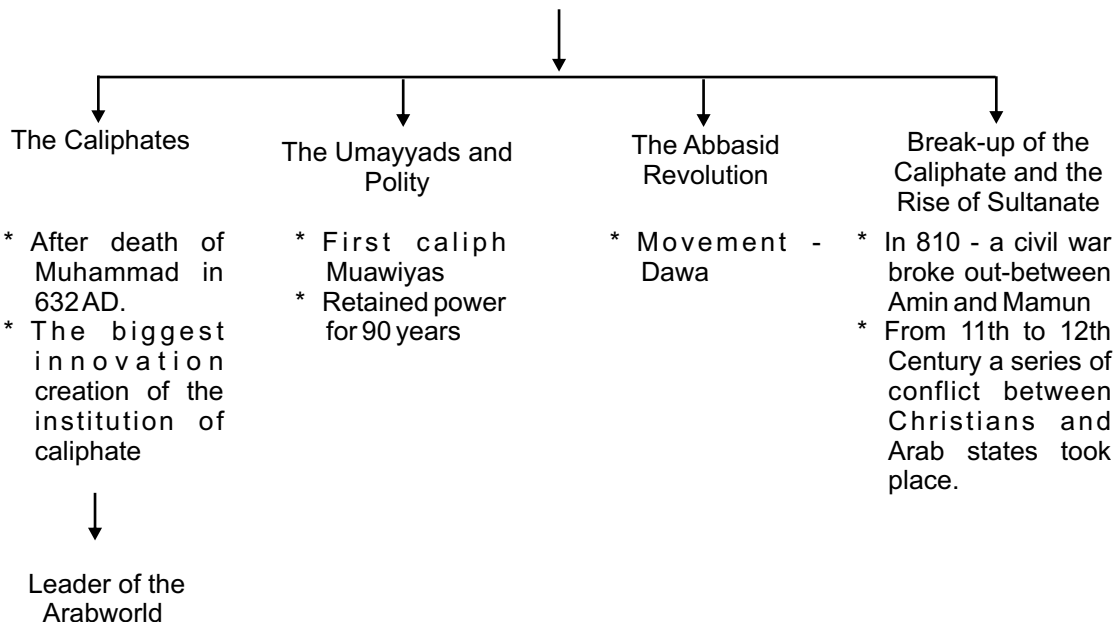 The Caliphates
* After death of
Muhammad in
632 AD.
* The biggest
innovation
creation of the
institution of
caliphate
Leader of the
Arabworld
The Umayyads and
Polity
* First caliph
Muawiyas
* Retained power
for 90 years
The Abbasid
Revolution
* Movement -
Dawa
Break-up of the
Caliphate and the
Rise of Sultanate
* In 810 - a civil war
broke out-between
Amin and Mamun
* From 11th to 12th
Century a series of
conflict between
Christians and
Arab states took
place.